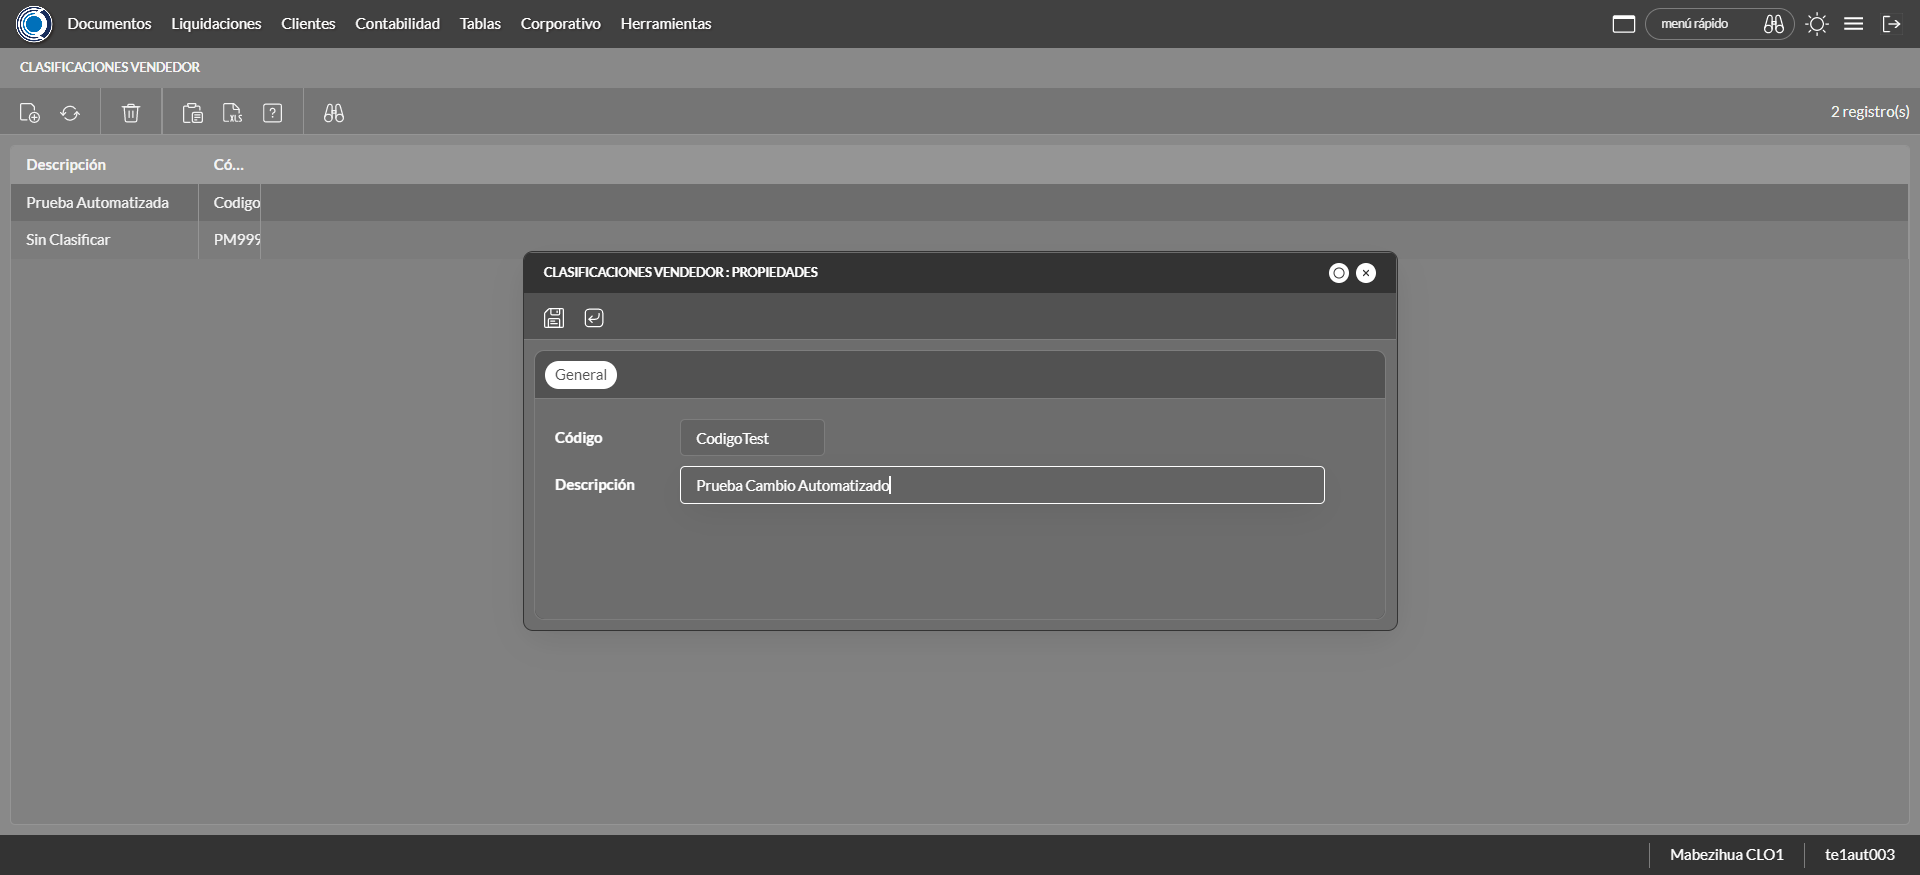 Documentos Liquidaciones Clientes Contabilidad Tablas Corporativo Herramientas menú rápido
CLASIFICACIONES VENDEDOR
XLS ? 2 registro(s)
Descripción Có...
Prueba Automatizada Codigo
Sin Clasificar PM999
CLASIFICACIONES VENDEDOR : PROPIEDADES
General
Código CodigoTest
Descripción Prueba Cambio Automatizado
Mabezihua CLO1 te1aut003